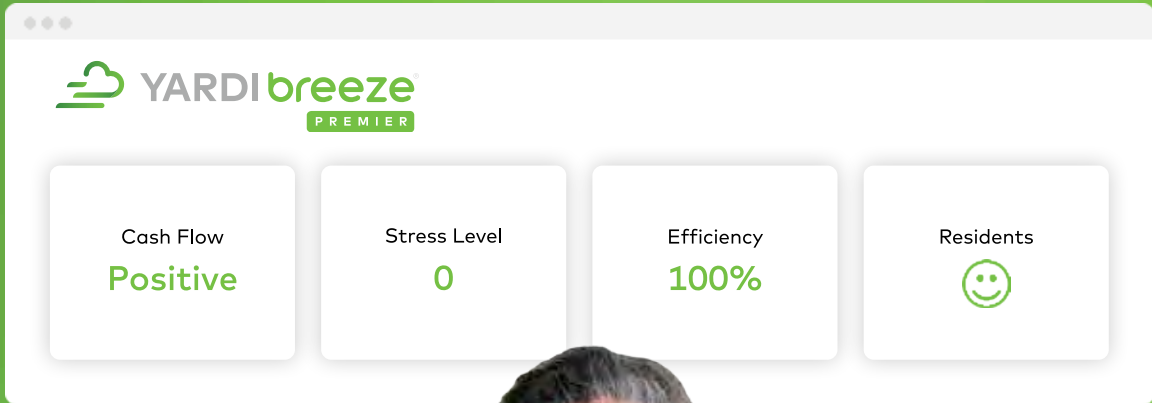 YARDI breeze
PREMIER
Cash Flow
Positive
Stress Level
0
Efficiency
100%
Residents